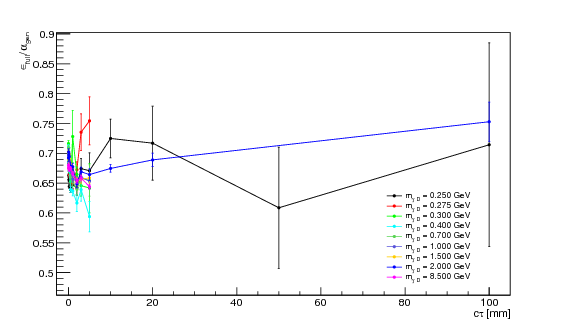 ε_full/α_gen
0.9
0.85
0.8
0.75
0.7
0.65
0.6
0.55
0.5
m_γD = 0.250 GeV
m_γD = 0.275 GeV
m_γD = 0.300 GeV
m_γD = 0.400 GeV
m_γD = 0.700 GeV
m_γD = 1.000 GeV
m_γD = 1.500 GeV
m_γD = 2.000 GeV
m_γD = 8.500 GeV
0 20 40 60 80 100
cτ [mm]